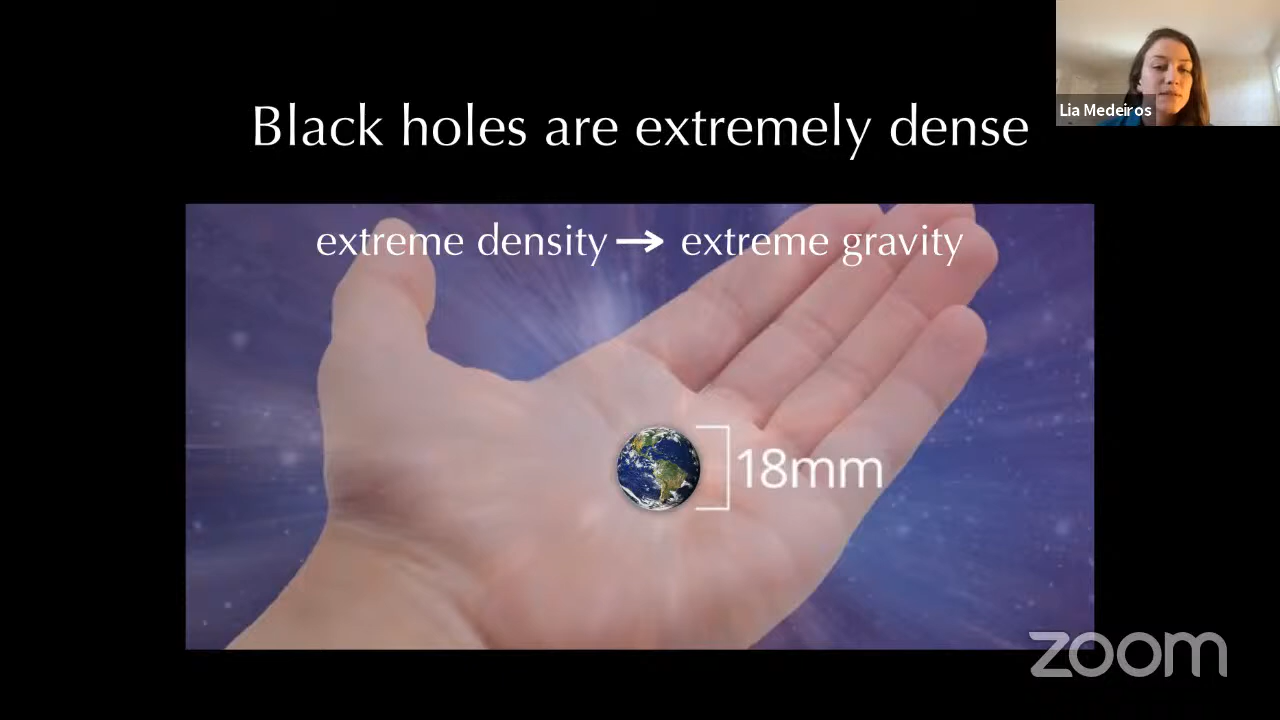 Lia Medeiros
Black holes are extremely dense
extreme density → extreme gravity
18mm
zoom